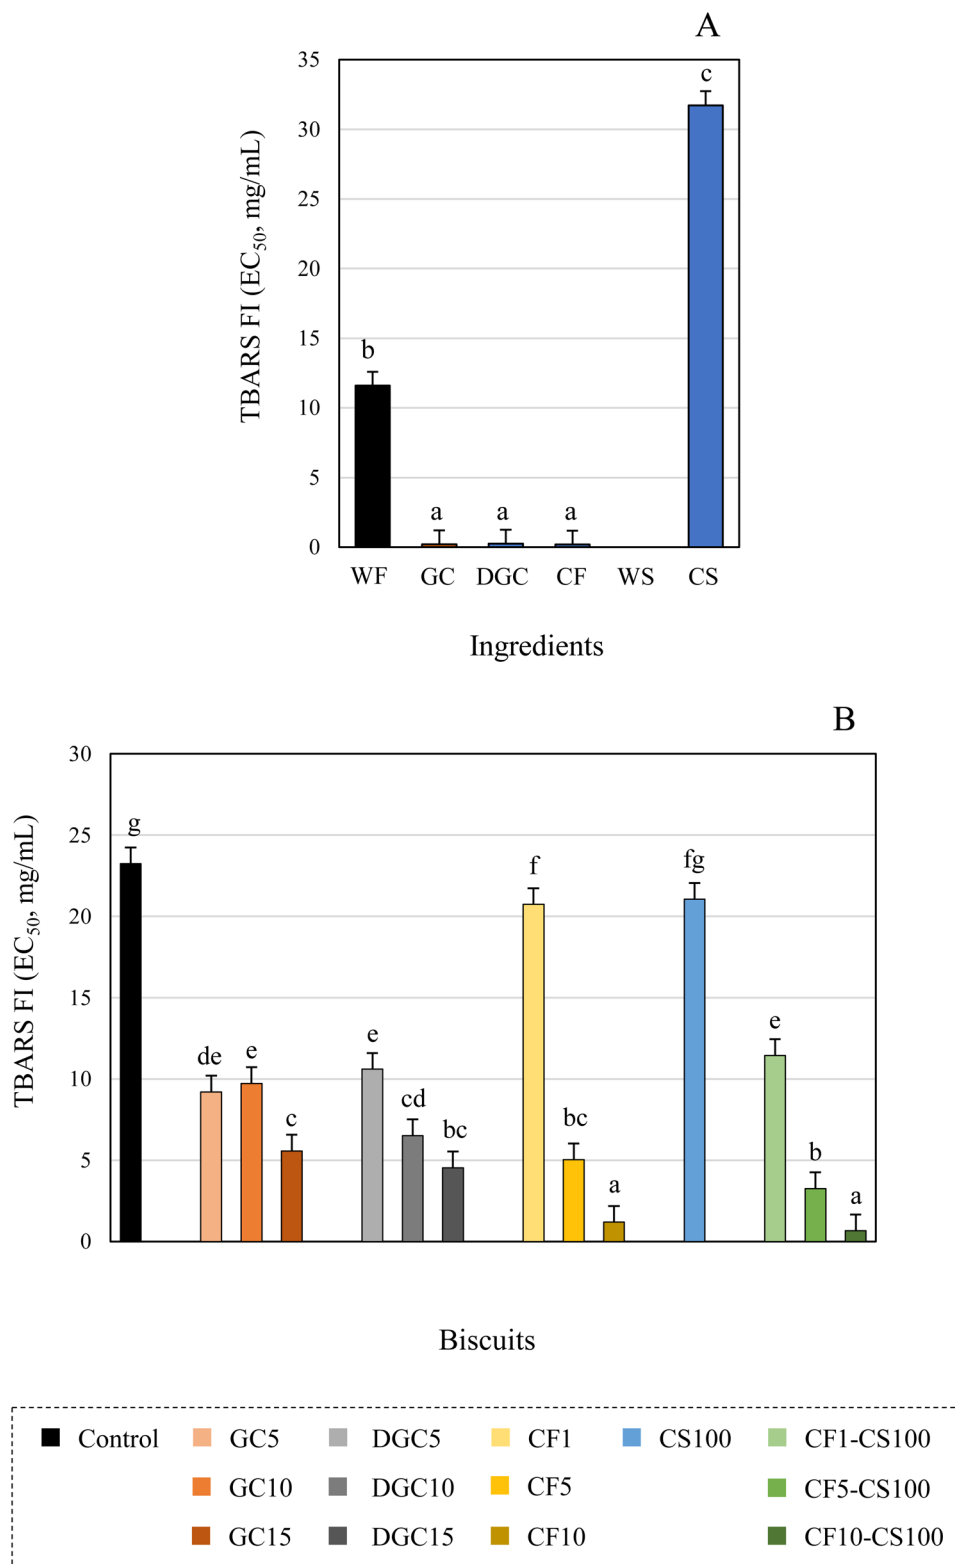 A
35
30
25
20
15
10
5
0
TBARS FI (EC50, mg/mL)
b
a
a
a
c
WF GC DGC CF WS CS
Ingredients
B
30
25
20
15
10
5
0
TBARS FI (EC50, mg/mL)
g
de
e
c
e
cd
bc
f
bc
a
fg
e
b
a
Biscuits
Control GC5 DGC5 CF1 CS100 CF1-CS100
GC10 DGC10 CF5 CF5-CS100
GC15 DGC15 CF10 CF10-CS100